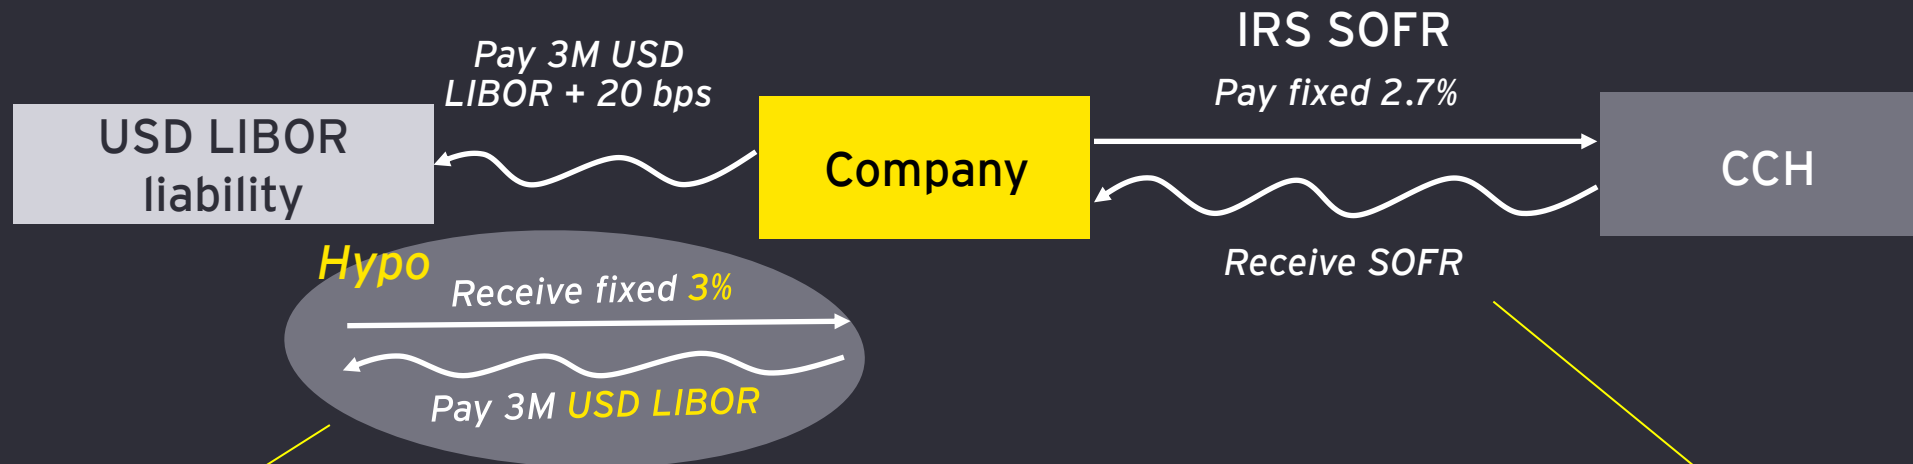 USD LIBOR
liability
Pay 3M USD
LIBOR + 20 bps
Company
IRS SOFR
Pay fixed 2.7%
Receive SOFR
CCH
Hypo
Receive fixed 3%
Pay 3M USD LIBOR